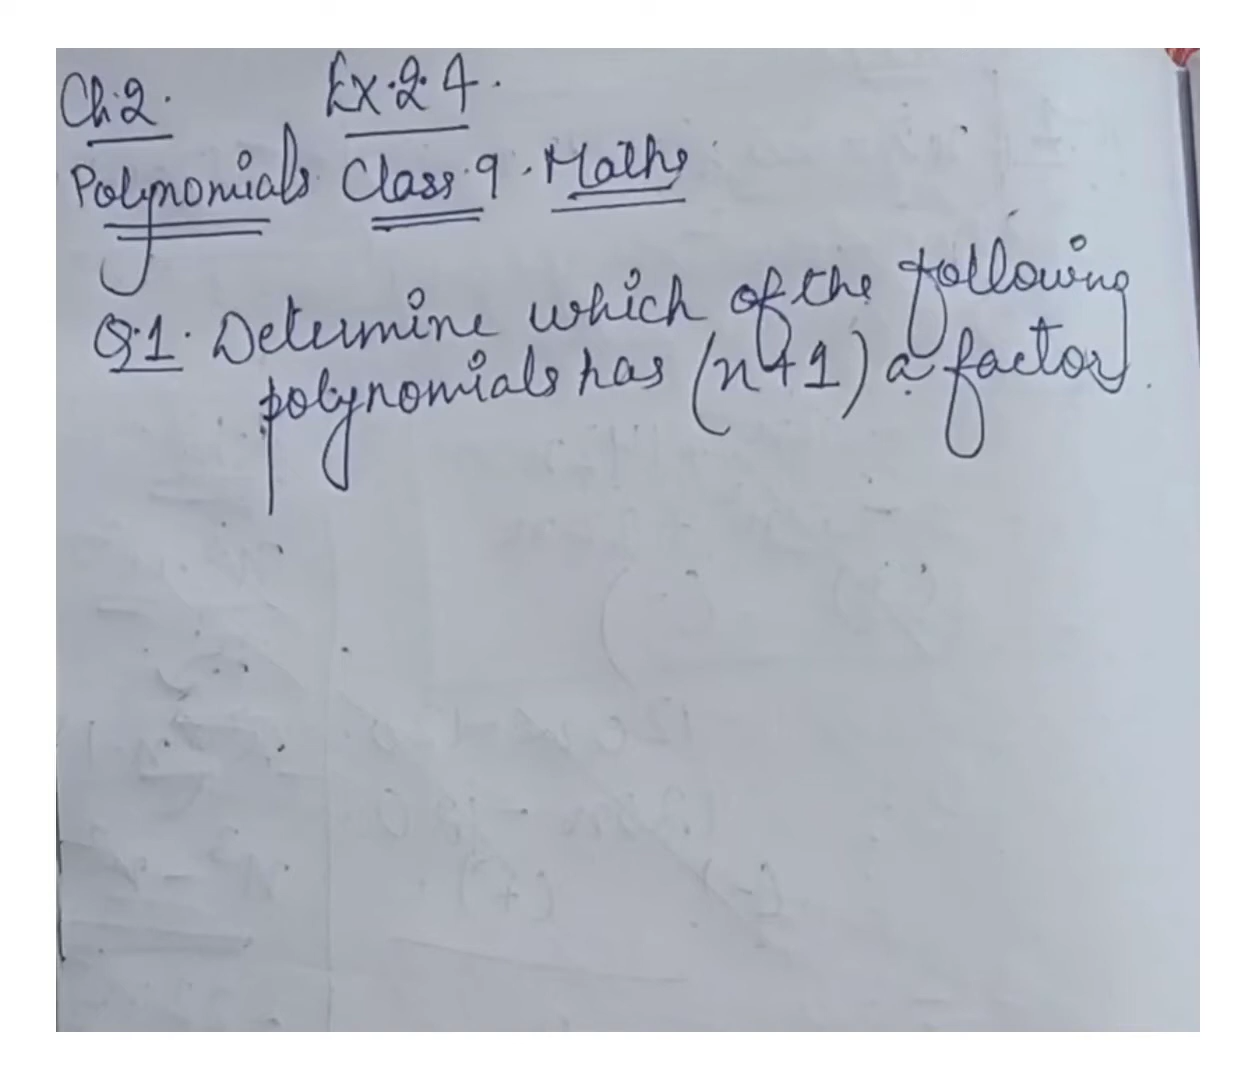 Ch.2. Ex.2.4.
Polynomials Class 9. Maths
Q.1. Determine which of the following
polynomials has (x+1) a factor.